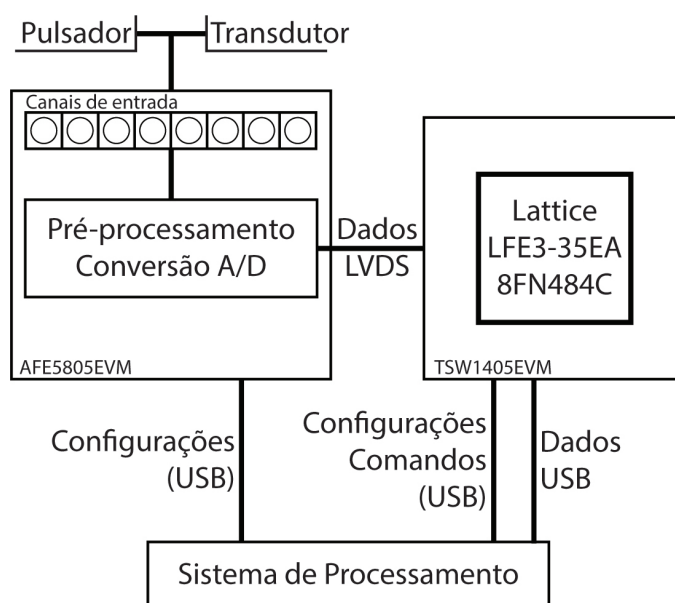 Pulsador
Transdutor
Canais de entrada
Pré-processamento
Conversão A/D
AFE5805EVM
Dados
LVDS
Lattice
LFE3-35EA
8FN484C
TSW1405EVM
Configurações
(USB)
Configurações
Comandos
(USB)
Dados
USB
Sistema de Processamento